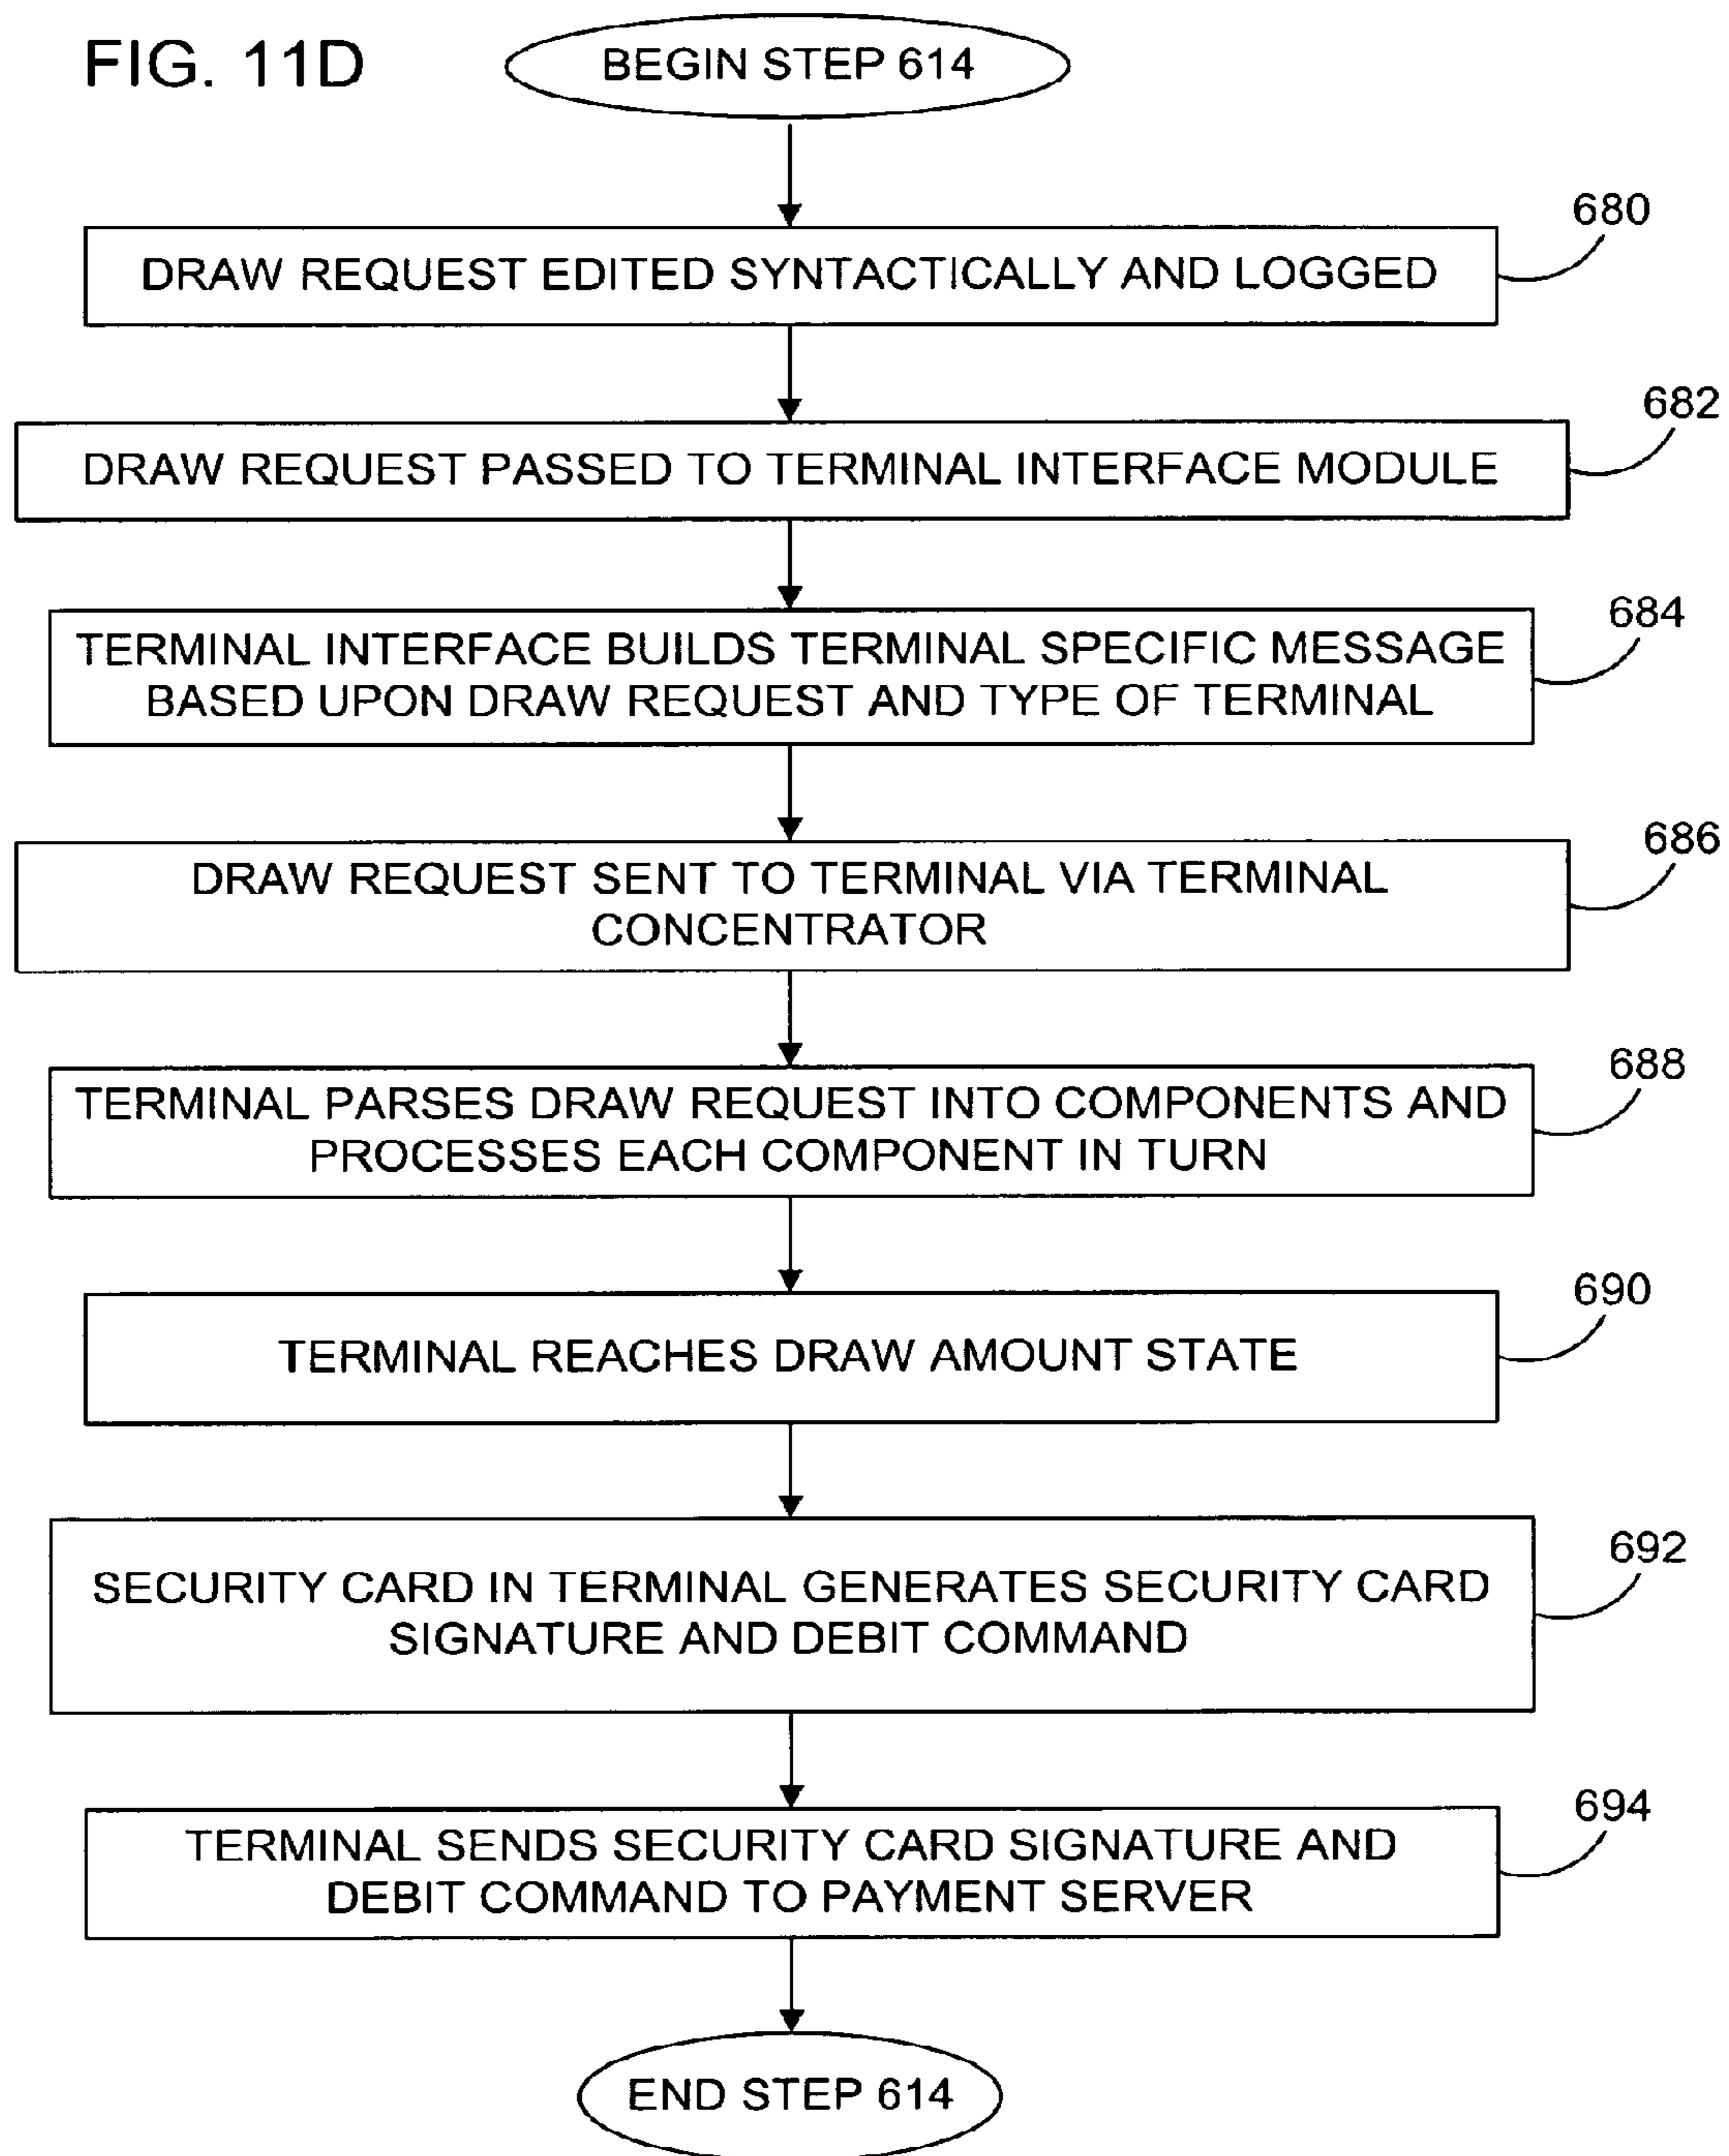 FIG. 11D
BEGIN STEP 614
680
DRAW REQUEST EDITED SYNTACTICALLY AND LOGGED
682
DRAW REQUEST PASSED TO TERMINAL INTERFACE MODULE
684
TERMINAL INTERFACE BUILDS TERMINAL SPECIFIC MESSAGE
BASED UPON DRAW REQUEST AND TYPE OF TERMINAL
686
DRAW REQUEST SENT TO TERMINAL VIA TERMINAL
CONCENTRATOR
688
TERMINAL PARSES DRAW REQUEST INTO COMPONENTS AND
PROCESSES EACH COMPONENT IN TURN
690
TERMINAL REACHES DRAW AMOUNT STATE
692
SECURITY CARD IN TERMINAL GENERATES SECURITY CARD
SIGNATURE AND DEBIT COMMAND
694
TERMINAL SENDS SECURITY CARD SIGNATURE AND
DEBIT COMMAND TO PAYMENT SERVER
END STEP 614